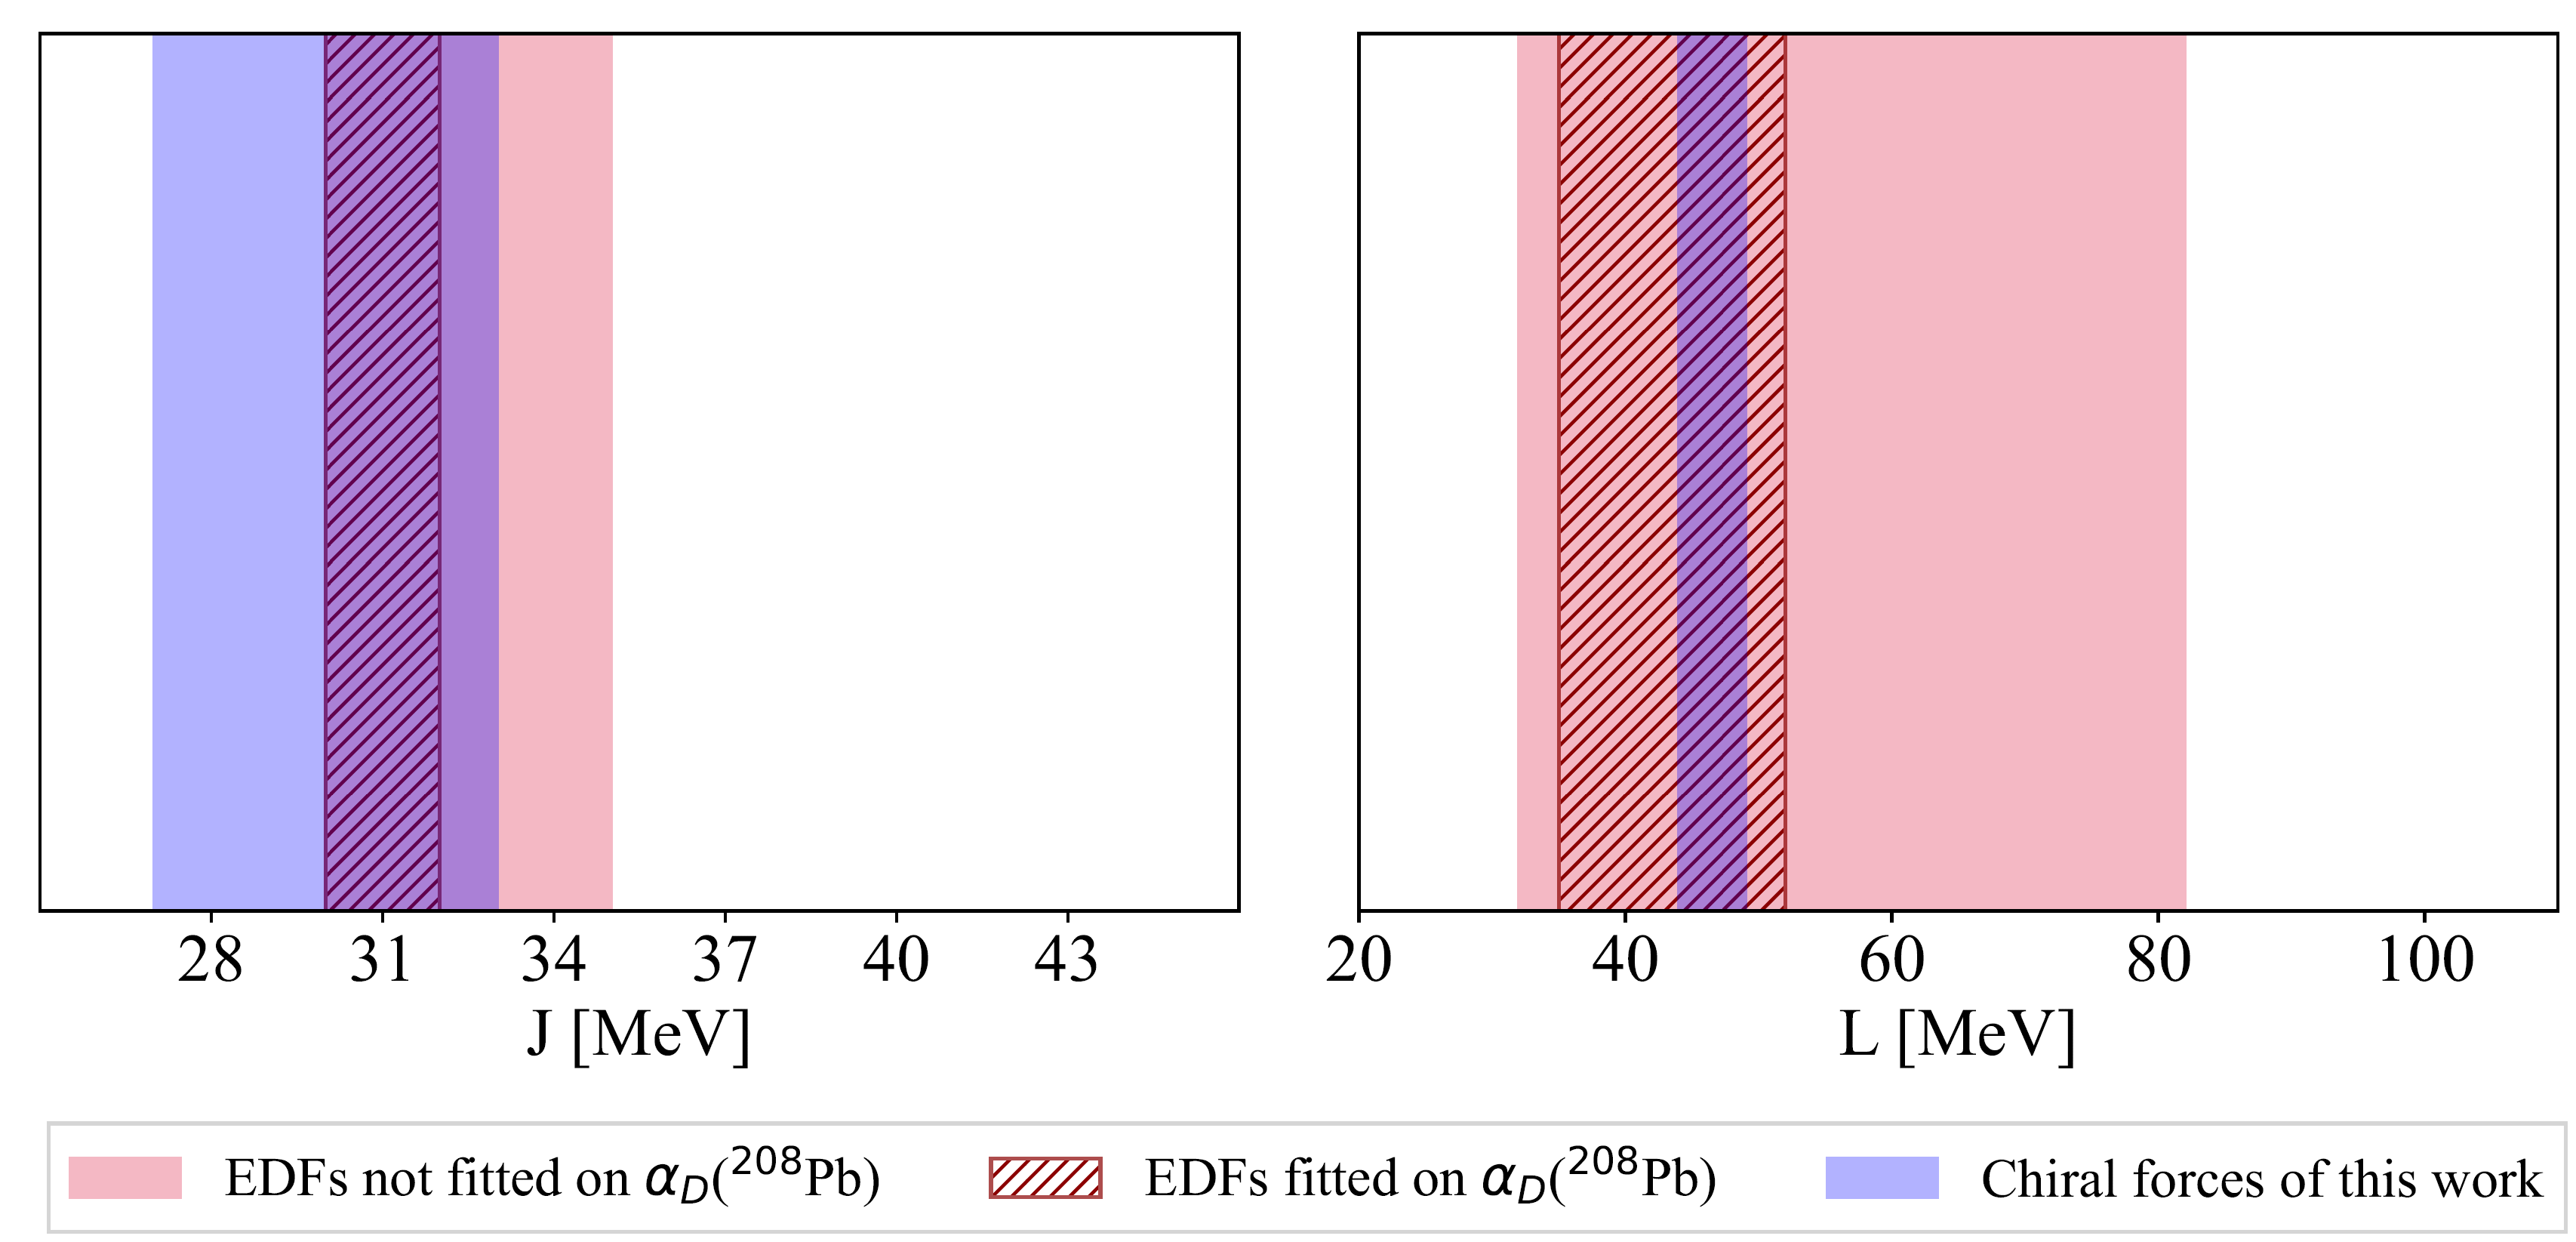 28 31 34 37 40 43 20 40 60 80 100
J [MeV] L [MeV]
EDFs not fitted on α_D(²⁰⁸Pb) EDFs fitted on α_D(²⁰⁸Pb) Chiral forces of this work